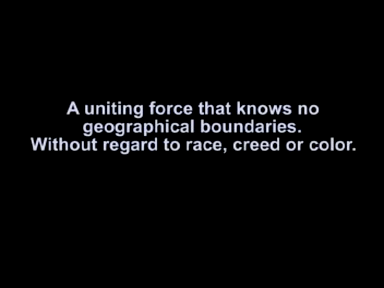 A uniting force that knows no
geographical boundaries.
Without regard to race, creed or color.